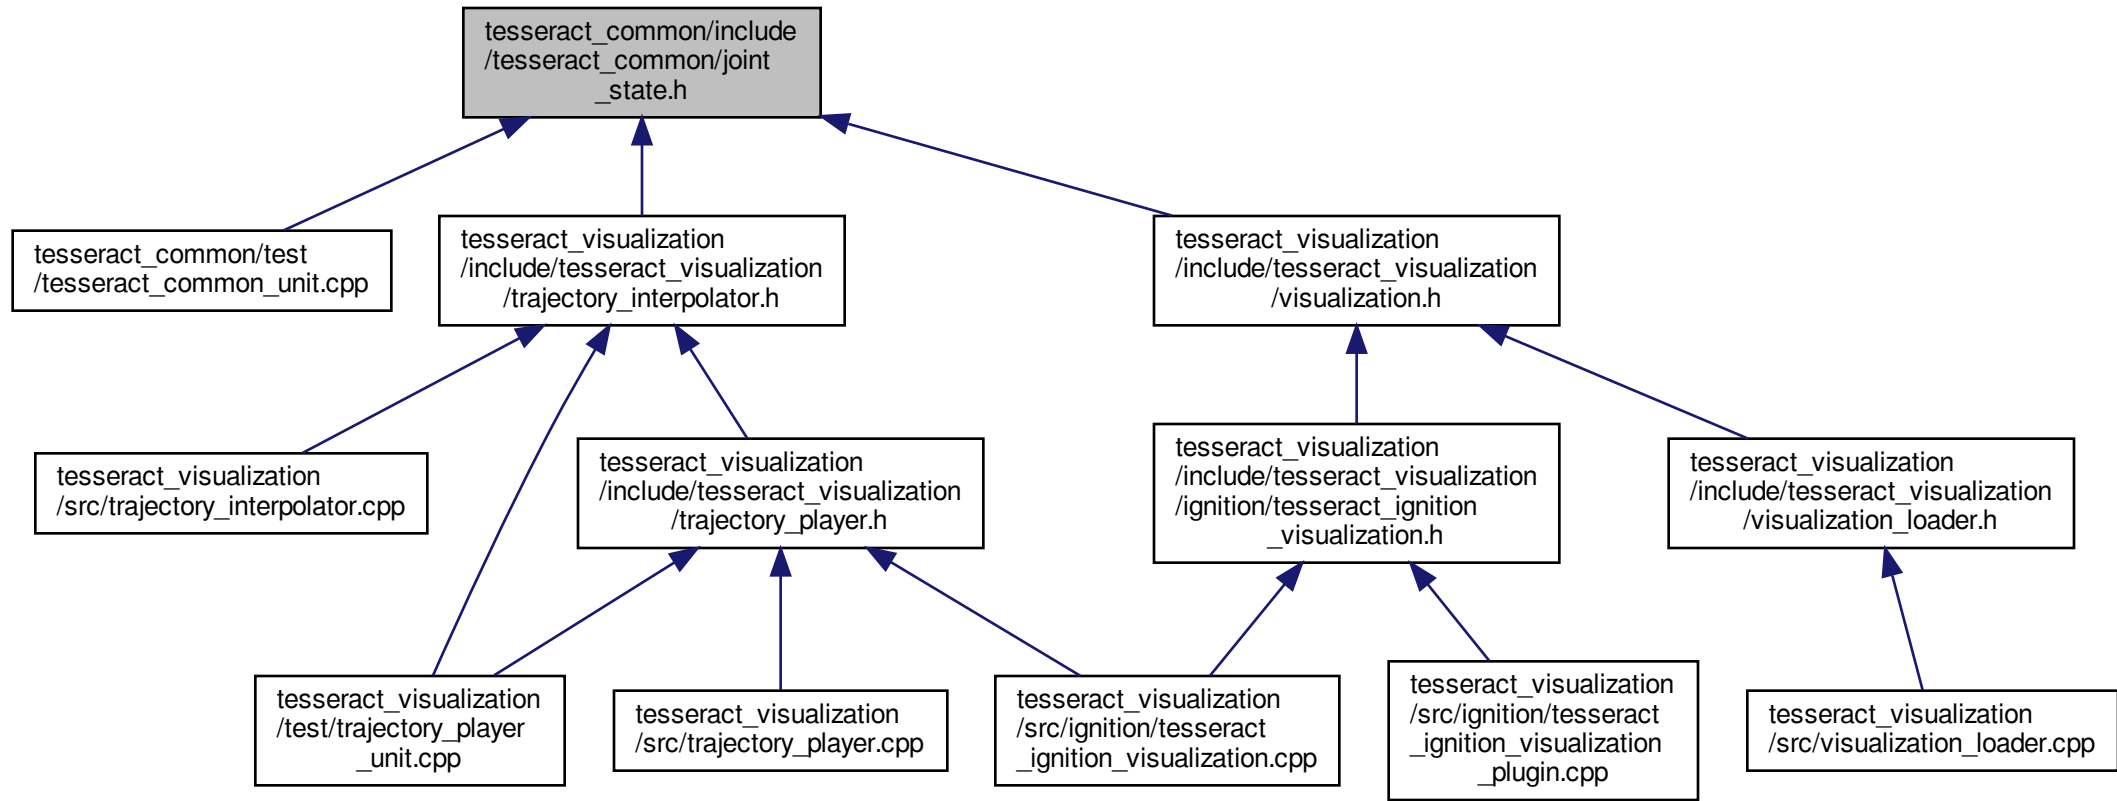 tesseract_common/include
/tesseract_common/joint
_state.h
tesseract_common/test
/tesseract_common_unit.cpp
tesseract_visualization
/include/tesseract_visualization
/trajectory_interpolator.h
tesseract_visualization
/include/tesseract_visualization
/visualization.h
tesseract_visualization
/src/trajectory_interpolator.cpp
tesseract_visualization
/include/tesseract_visualization
/trajectory_player.h
tesseract_visualization
/include/tesseract_visualization
/ignition/tesseract_ignition
_visualization.h
tesseract_visualization
/include/tesseract_visualization
/visualization_loader.h
tesseract_visualization
/test/trajectory_player
_unit.cpp
tesseract_visualization
/src/trajectory_player.cpp
tesseract_visualization
/src/ignition/tesseract
_ignition_visualization.cpp
tesseract_visualization
/src/ignition/tesseract
_ignition_visualization
_plugin.cpp
tesseract_visualization
/src/visualization_loader.cpp